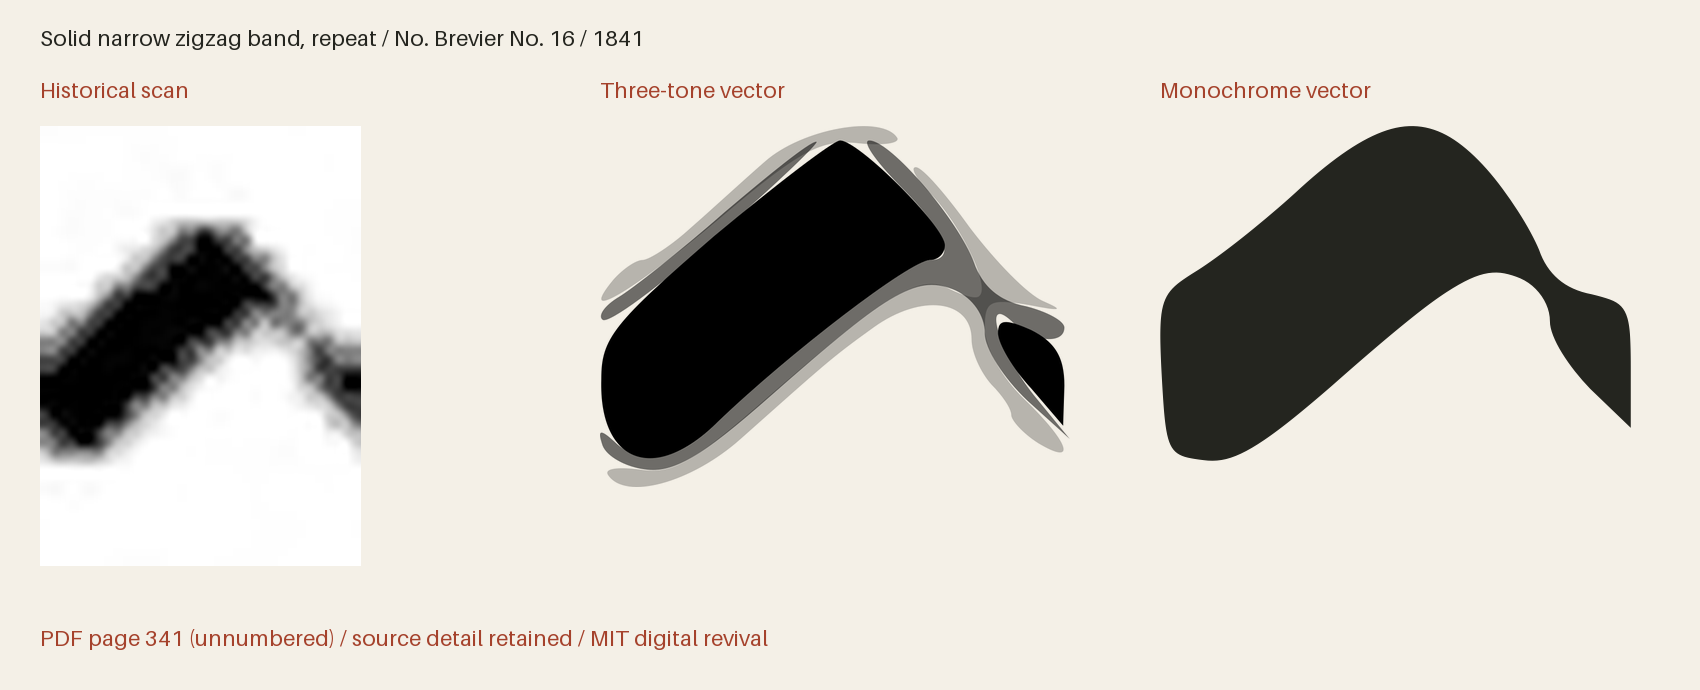 Solid narrow zigzag band, repeat / No. Brevier No. 16 / 1841
Historical scan
Three-tone vector
Monochrome vector
PDF page 341 (unnumbered) / source detail retained / MIT digital revival